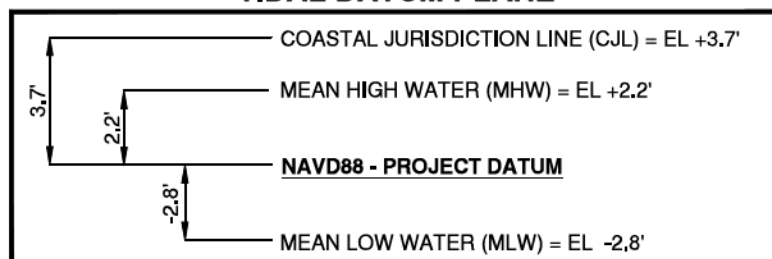 TIDAL DATUM PLANE
COASTAL JURISDICTION LINE (CJL) = EL +3.7'
3.7'
MEAN HIGH WATER (MHW) = EL +2.2'
2.2'
NAVD88 - PROJECT DATUM
-2.8'
MEAN LOW WATER (MLW) = EL -2.8'